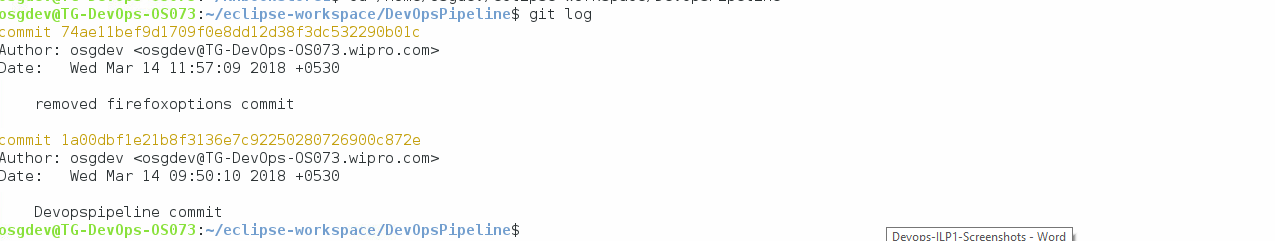 osgdev@TG-DevOps-OS073:~/eclipse-workspace/DevOpsPipeline$ git log
commit 74ae11bef9d1709f0e8dd12d38f3dc532290b01c
Author: osgdev <osgdev@TG-DevOps-OS073.wipro.com>
Date:   Wed Mar 14 11:57:09 2018 +0530
    removed firefoxoptions commit
commit 1a00dbf1e21b8f3136e7c92250280726900c872e
Author: osgdev <osgdev@TG-DevOps-OS073.wipro.com>
Date:   Wed Mar 14 09:50:10 2018 +0530
    Devopspipeline commit
osgdev@TG-DevOps-OS073:~/eclipse-workspace/DevOpsPipeline$
Devops-ILP1-Screenshots - Word